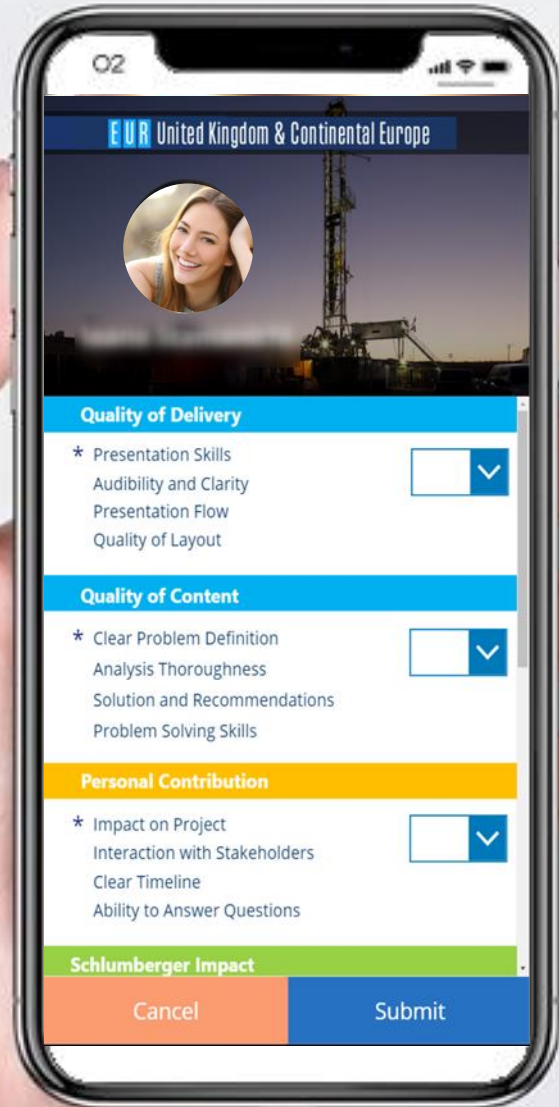 O2
EUR United Kingdom & Continental Europe
Quality of Delivery
* Presentation Skills
Audibility and Clarity
Presentation Flow
Quality of Layout
Quality of Content
* Clear Problem Definition
Analysis Thoroughness
Solution and Recommendations
Problem Solving Skills
Personal Contribution
* Impact on Project
Interaction with Stakeholders
Clear Timeline
Ability to Answer Questions
Schlumberger Impact
Cancel
Submit